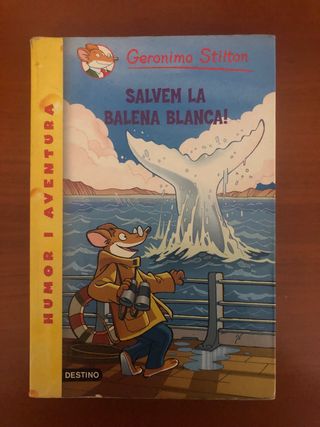 Geronimo Stilton
SALVEM LA
BALENA BLANCA!
HUMOR I AVENTURA
DESTINO